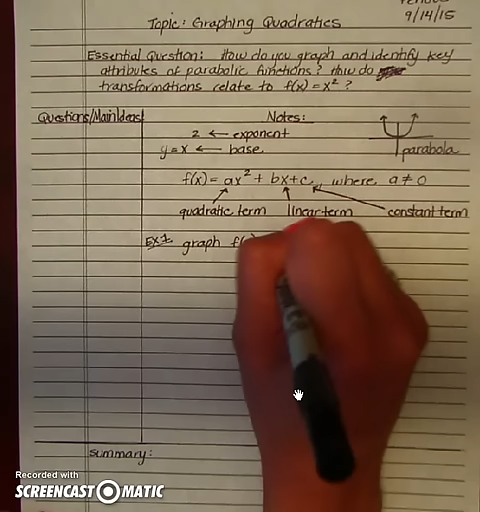 9/14/15
Topic: Graphing Quadratics
Essential Question: How do you graph and identify key
attributes of parabolic functions? How do
transformations relate to f(x) = x² ?
Questions/Main Ideas
Notes:
2 ← exponent
y = x ← base
parabola
f(x) = ax² + bx + c, where a ≠ 0
quadratic term
linear term
constant term
EX 1 graph f(
Summary:
Recorded with
SCREENCAST-O-MATIC